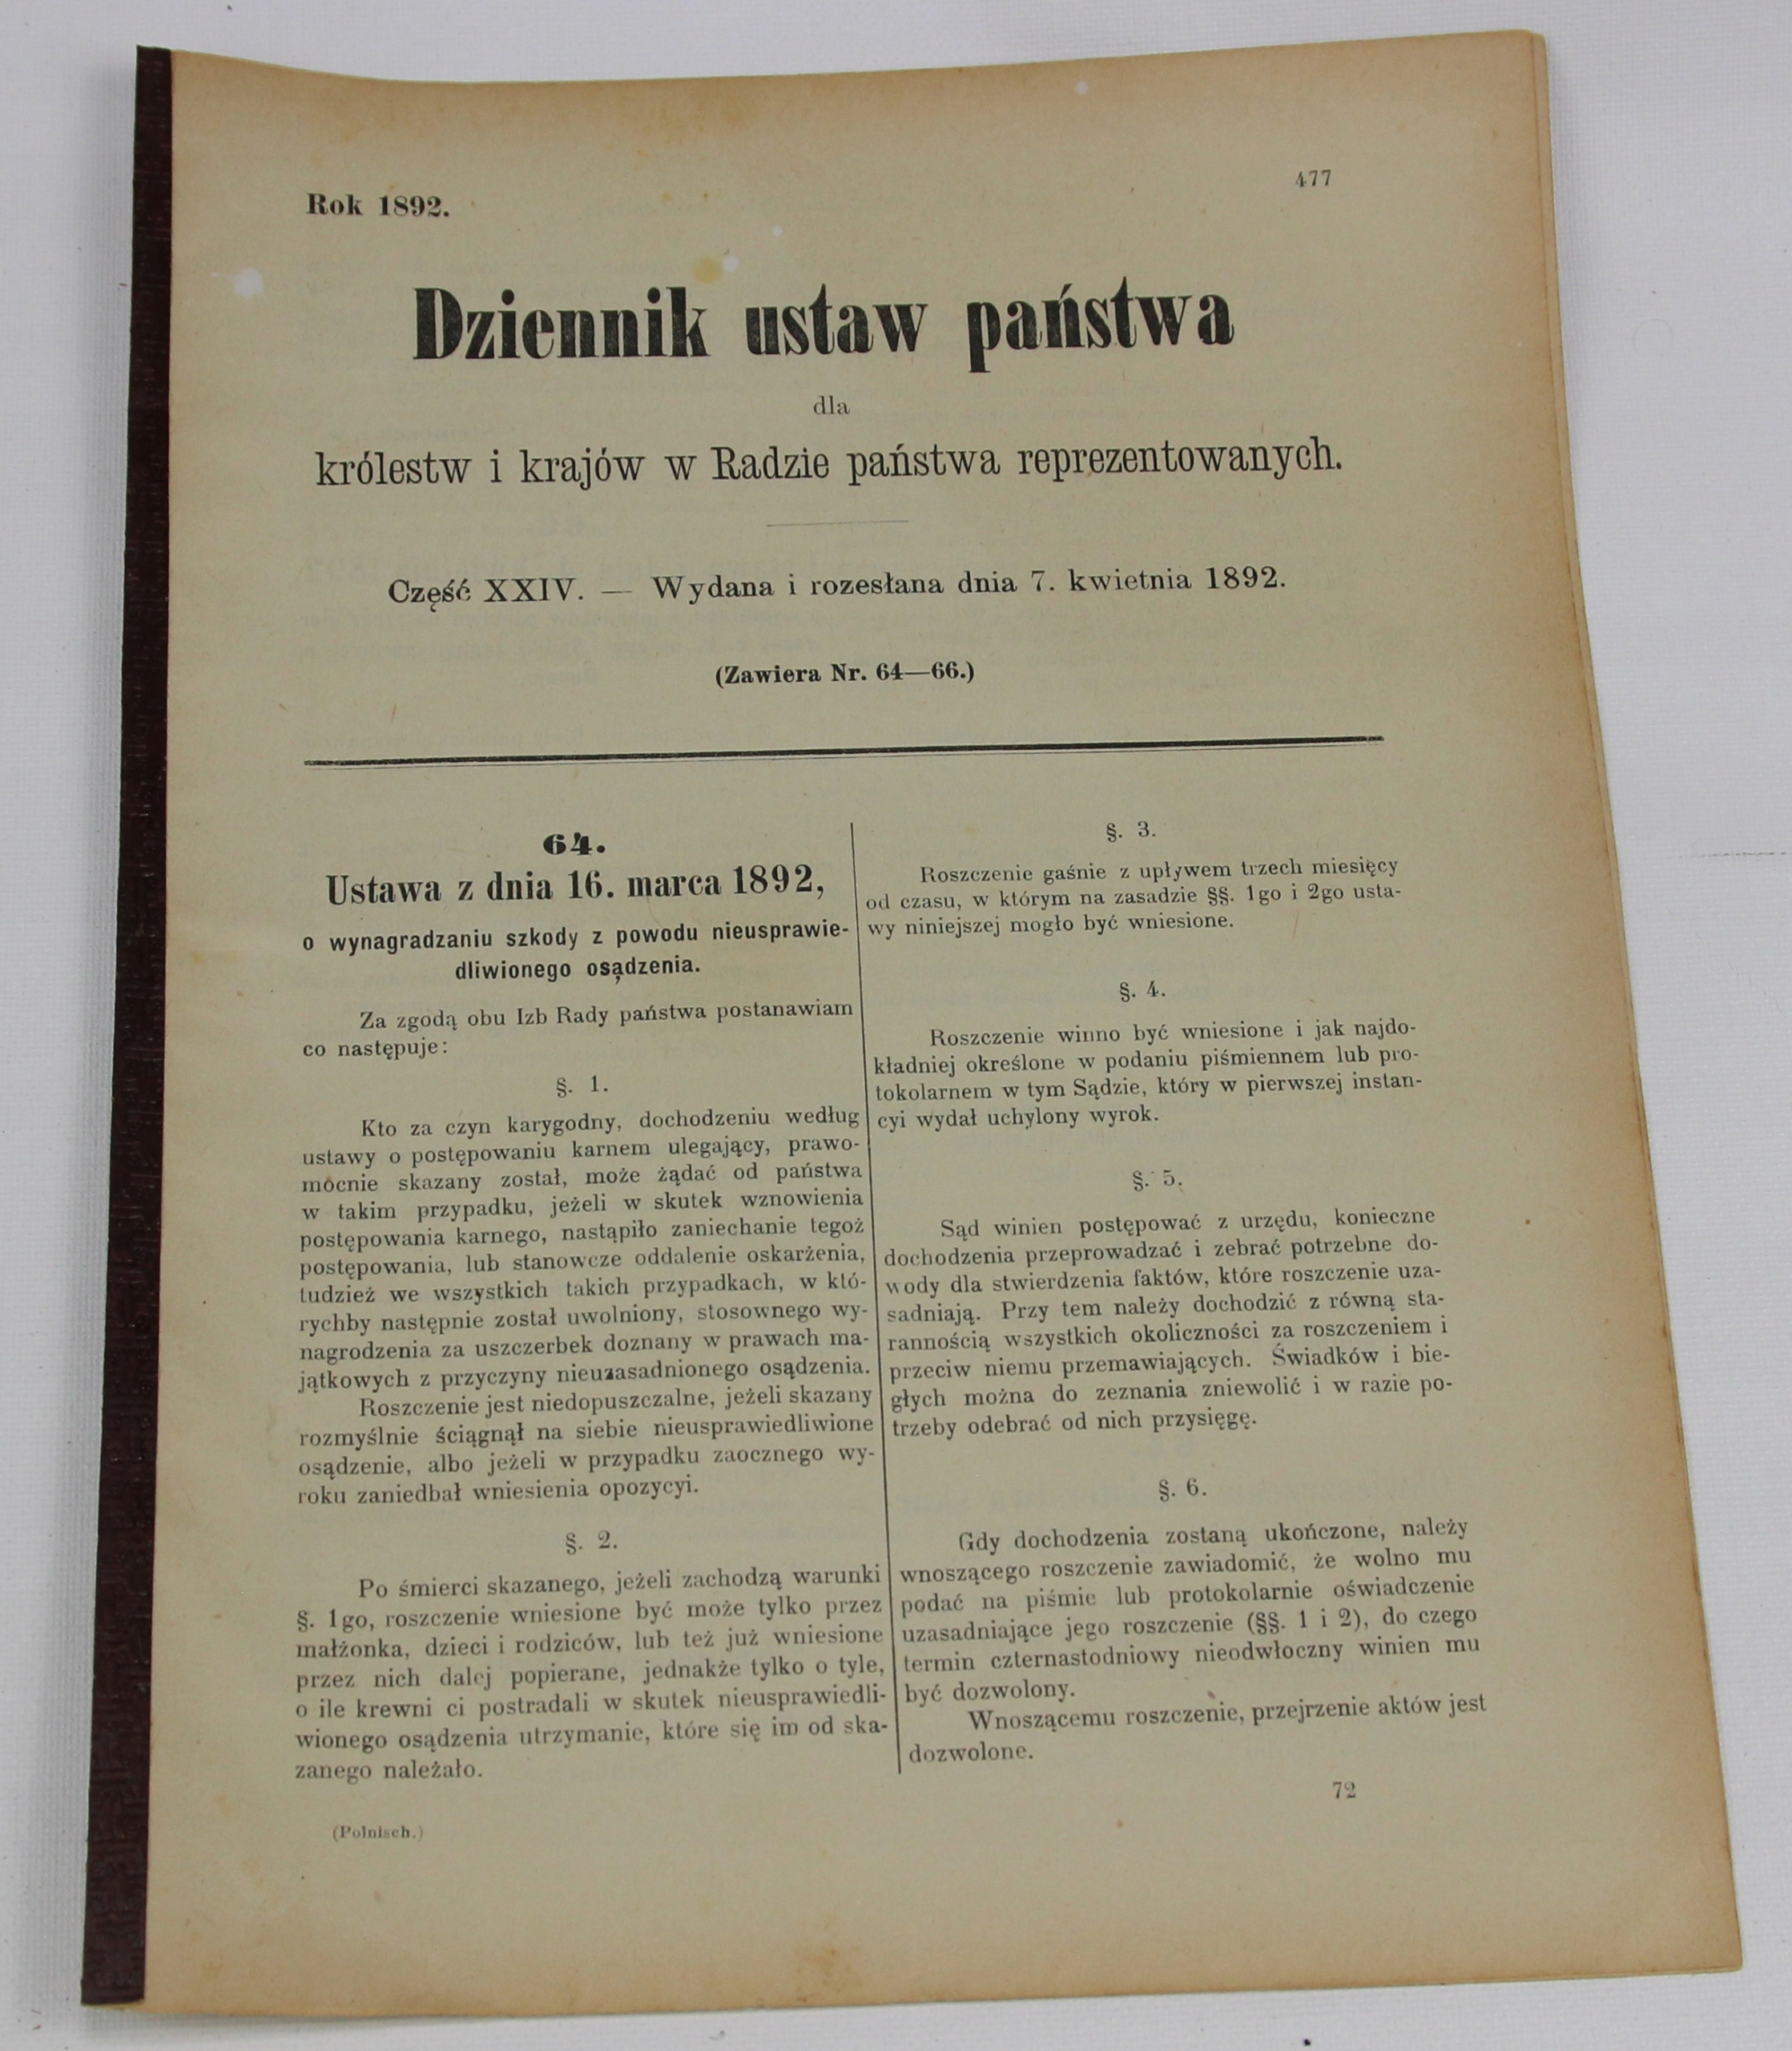 Rok 1892.
477
Dziennik ustaw państwa
dla
królestw i krajów w Radzie państwa reprezentowanych.
Część XXIV. — Wydana i rozesłana dnia 7. kwietnia 1892.
(Zawiera Nr. 64—66.)
64.
Ustawa z dnia 16. marca 1892,
o wynagradzaniu szkody z powodu nieusprawie-
dliwionego osądzenia.
Za zgodą obu Izb Rady państwa postanawiam
co następuje:
§. 1.
Kto za czyn karygodny, dochodzeniu według
ustawy o postępowaniu karnem ulegający, prawo-
mocnie skazany został, może żądać od państwa
w takim przypadku, jeżeli w skutek wznowienia
postępowania karnego, nastąpiło zaniechanie tegoż
postępowania, lub stanowcze oddalenie oskarżenia,
tudzież we wszystkich takich przypadkach, w któ-
rychby następnie został uwolniony, stosownego wy-
nagrodzenia za uszczerbek doznany w prawach ma-
jątkowych z przyczyny nieuzasadnionego osądzenia.
Roszczenie jest niedopuszczalne, jeżeli skazany
rozmyślnie ściągnął na siebie nieusprawiedliwione
osądzenie, albo jeżeli w przypadku zaocznego wy-
roku zaniedbał wniesienia opozycyi.
§. 2.
Po śmierci skazanego, jeżeli zachodzą warunki
§. 1go, roszczenie wniesione być może tylko przez
małżonka, dzieci i rodziców, lub też już wniesione
przez nich dalej popierane, jednakże tylko o tyle,
o ile krewni ci postradali w skutek nieusprawiedli-
wionego osądzenia utrzymanie, które się im od ska-
zanego należało.
(Polnisch.)
§. 3.
Roszczenie gaśnie z upływem trzech miesięcy
od czasu, w którym na zasadzie §§. 1go i 2go usta-
wy niniejszej mogło być wniesione.
§. 4.
Roszczenie winno być wniesione i jak najdo-
kładniej określone w podaniu piśmiennem lub pro-
tokolarnem w tym Sądzie, który w pierwszej instan-
cyi wydał uchylony wyrok.
§. 5.
Sąd winien postępować z urzędu, konieczne
dochodzenia przeprowadzać i zebrać potrzebne do-
wody dla stwierdzenia faktów, które roszczenie uza-
sadniają. Przy tem należy dochodzić z równą sta-
rannością wszystkich okoliczności za roszczeniem i
przeciw niemu przemawiających. Świadków i bie-
głych można do zeznania zniewolić i w razie po-
trzeby odebrać od nich przysięgę.
§. 6.
Gdy dochodzenia zostaną ukończone, należy
wnoszącego roszczenie zawiadomić, że wolno mu
podać na piśmie lub protokolarnie oświadczenie
uzasadniające jego roszczenie (§§. 1 i 2), do czego
termin czternastodniowy nieodwłoczny winien mu
być dozwolony.
Wnoszącemu roszczenie, przejrzenie aktów jest
dozwolone.
72